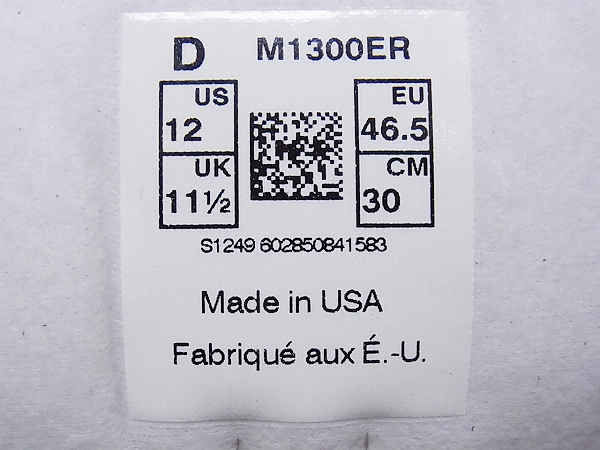 D M1300ER
US EU
12 46.5
UK CM
11½ 30
S1249 602850841583
Made in USA
Fabriqué aux É.-U.